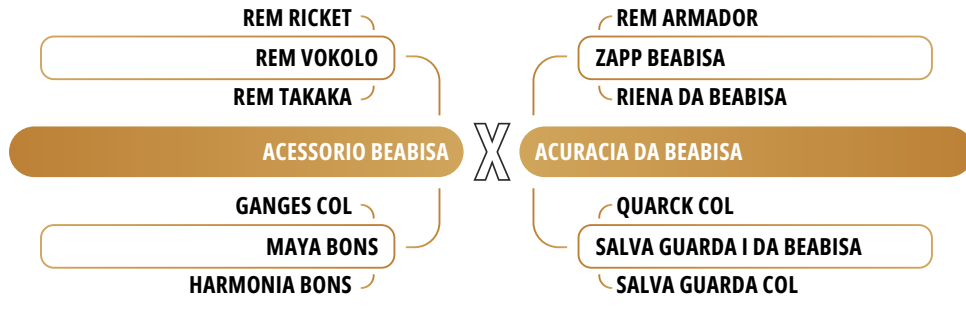 REM RICKET
REM VOKOLO
REM TAKAKA
ACESSORIO BEABISA
GANGES COL
MAYA BONS
HARMONIA BONS
X
REM ARMADOR
ZAPP BEABISA
RIENA DA BEABISA
ACURACIA DA BEABISA
QUARCK COL
SALVA GUARDA I DA BEABISA
SALVA GUARDA COL